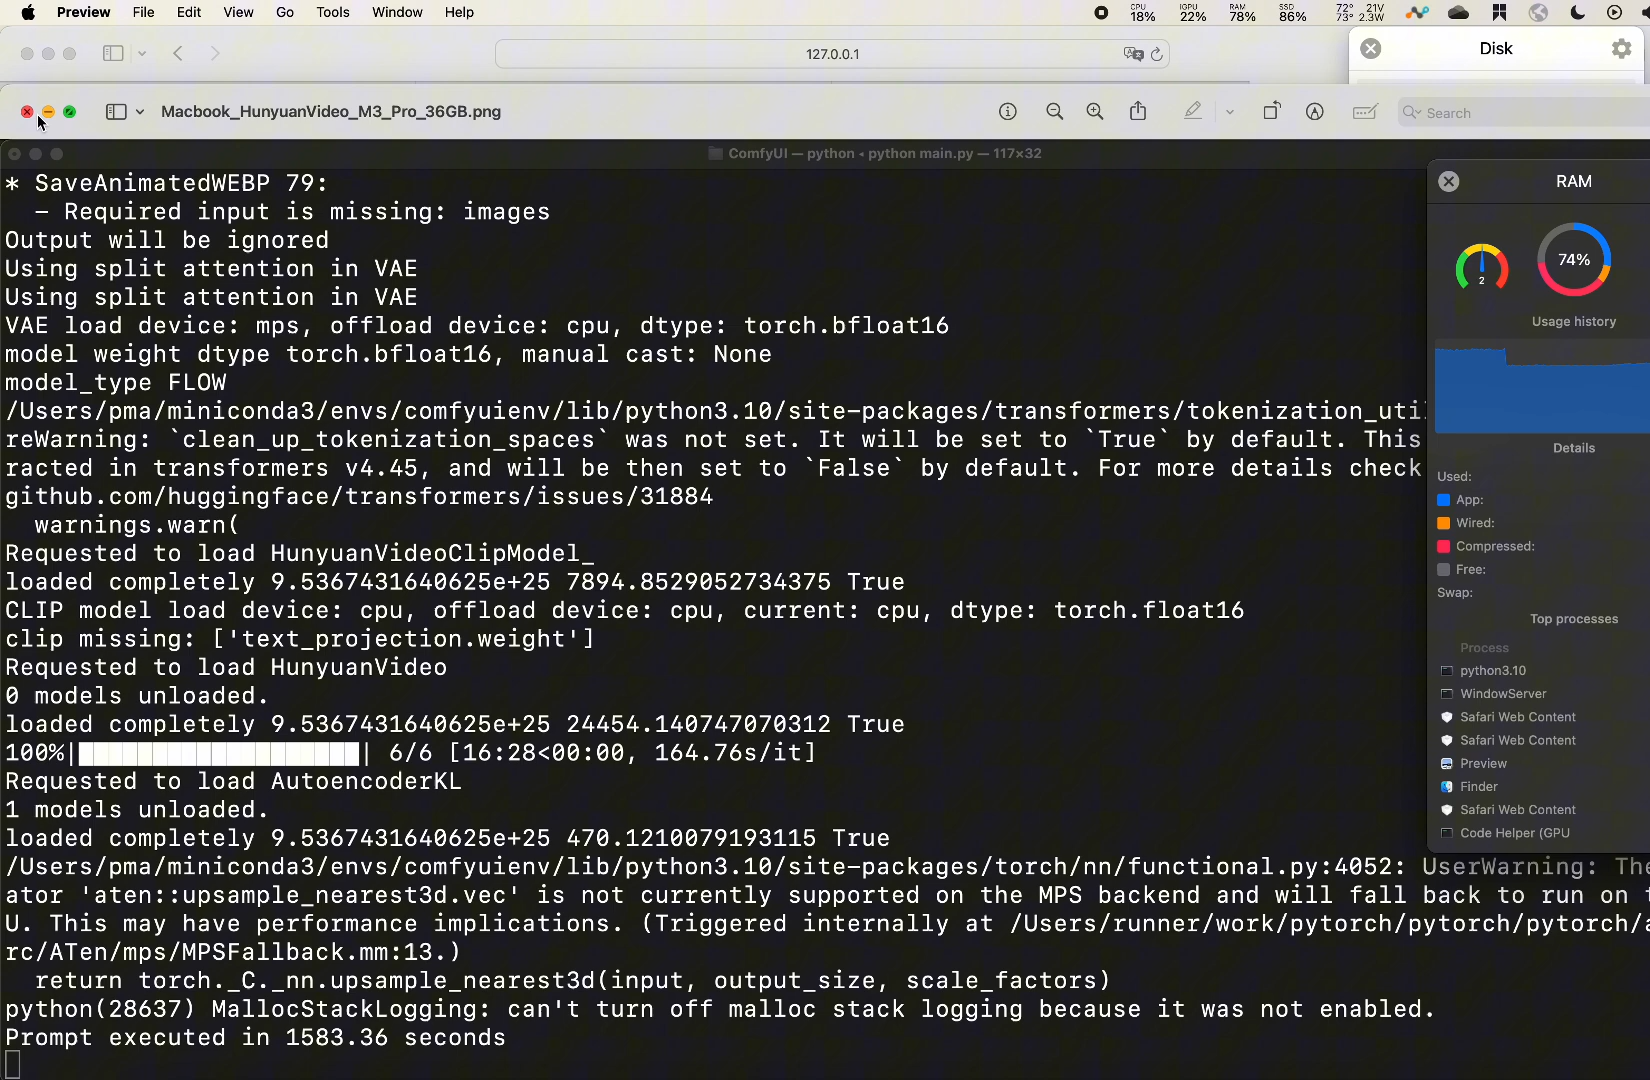 Preview File Edit View Go Tools Window Help
CPU 18% IGPU 22% RAM 78% SSD 86% 72° 73° 21V 2.3W
127.0.0.1
Disk
Macbook_HunyuanVideo_M3_Pro_36GB.png
Search
ComfyUI — python ◂ python main.py — 117×32
* SaveAnimatedWEBP 79:
- Required input is missing: images
Output will be ignored
Using split attention in VAE
Using split attention in VAE
VAE load device: mps, offload device: cpu, dtype: torch.bfloat16
model weight dtype torch.bfloat16, manual cast: None
model_type FLOW
/Users/pma/miniconda3/envs/comfyuienv/lib/python3.10/site-packages/transformers/tokenization_uti
reWarning: `clean_up_tokenization_spaces` was not set. It will be set to `True` by default. This
racted in transformers v4.45, and will be then set to `False` by default. For more details check
github.com/huggingface/transformers/issues/31884
warnings.warn(
Requested to load HunyuanVideoClipModel_
loaded completely 9.5367431640625e+25 7894.8529052734375 True
CLIP model load device: cpu, offload device: cpu, current: cpu, dtype: torch.float16
clip missing: ['text_projection.weight']
Requested to load HunyuanVideo
0 models unloaded.
loaded completely 9.5367431640625e+25 24454.140747070312 True
100%| | 6/6 [16:28<00:00, 164.76s/it]
Requested to load AutoencoderKL
1 models unloaded.
loaded completely 9.5367431640625e+25 470.1210079193115 True
/Users/pma/miniconda3/envs/comfyuienv/lib/python3.10/site-packages/torch/nn/functional.py:4052: UserWarning: The
ator 'aten::upsample_nearest3d.vec' is not currently supported on the MPS backend and will fall back to run on t
U. This may have performance implications. (Triggered internally at /Users/runner/work/pytorch/pytorch/pytorch/a
rc/ATen/mps/MPSFallback.mm:13.)
return torch._C._nn.upsample_nearest3d(input, output_size, scale_factors)
python(28637) MallocStackLogging: can't turn off malloc stack logging because it was not enabled.
Prompt executed in 1583.36 seconds
RAM
2
74%
Usage history
Details
Used:
App:
Wired:
Compressed:
Free:
Swap:
Top processes
Process
python3.10
WindowServer
Safari Web Content
Safari Web Content
Preview
Finder
Safari Web Content
Code Helper (GPU